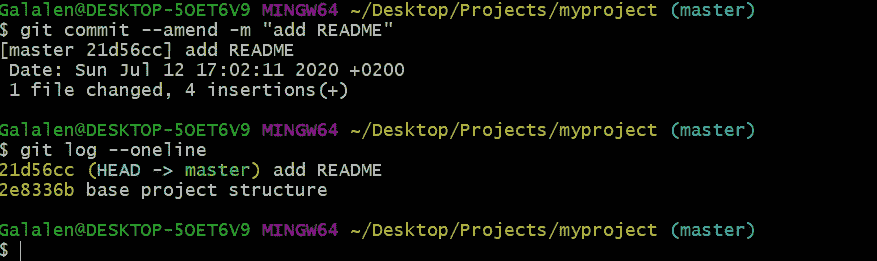 Galalen@DESKTOP-5OET6V9 MINGW64 ~/Desktop/Projects/myproject (master)
$ git commit --amend -m "add README"
[master 21d56cc] add README
 Date: Sun Jul 12 17:02:11 2020 +0200
 1 file changed, 4 insertions(+)
Galalen@DESKTOP-5OET6V9 MINGW64 ~/Desktop/Projects/myproject (master)
$ git log --oneline
21d56cc (HEAD -> master) add README
2e8336b base project structure
Galalen@DESKTOP-5OET6V9 MINGW64 ~/Desktop/Projects/myproject (master)
$